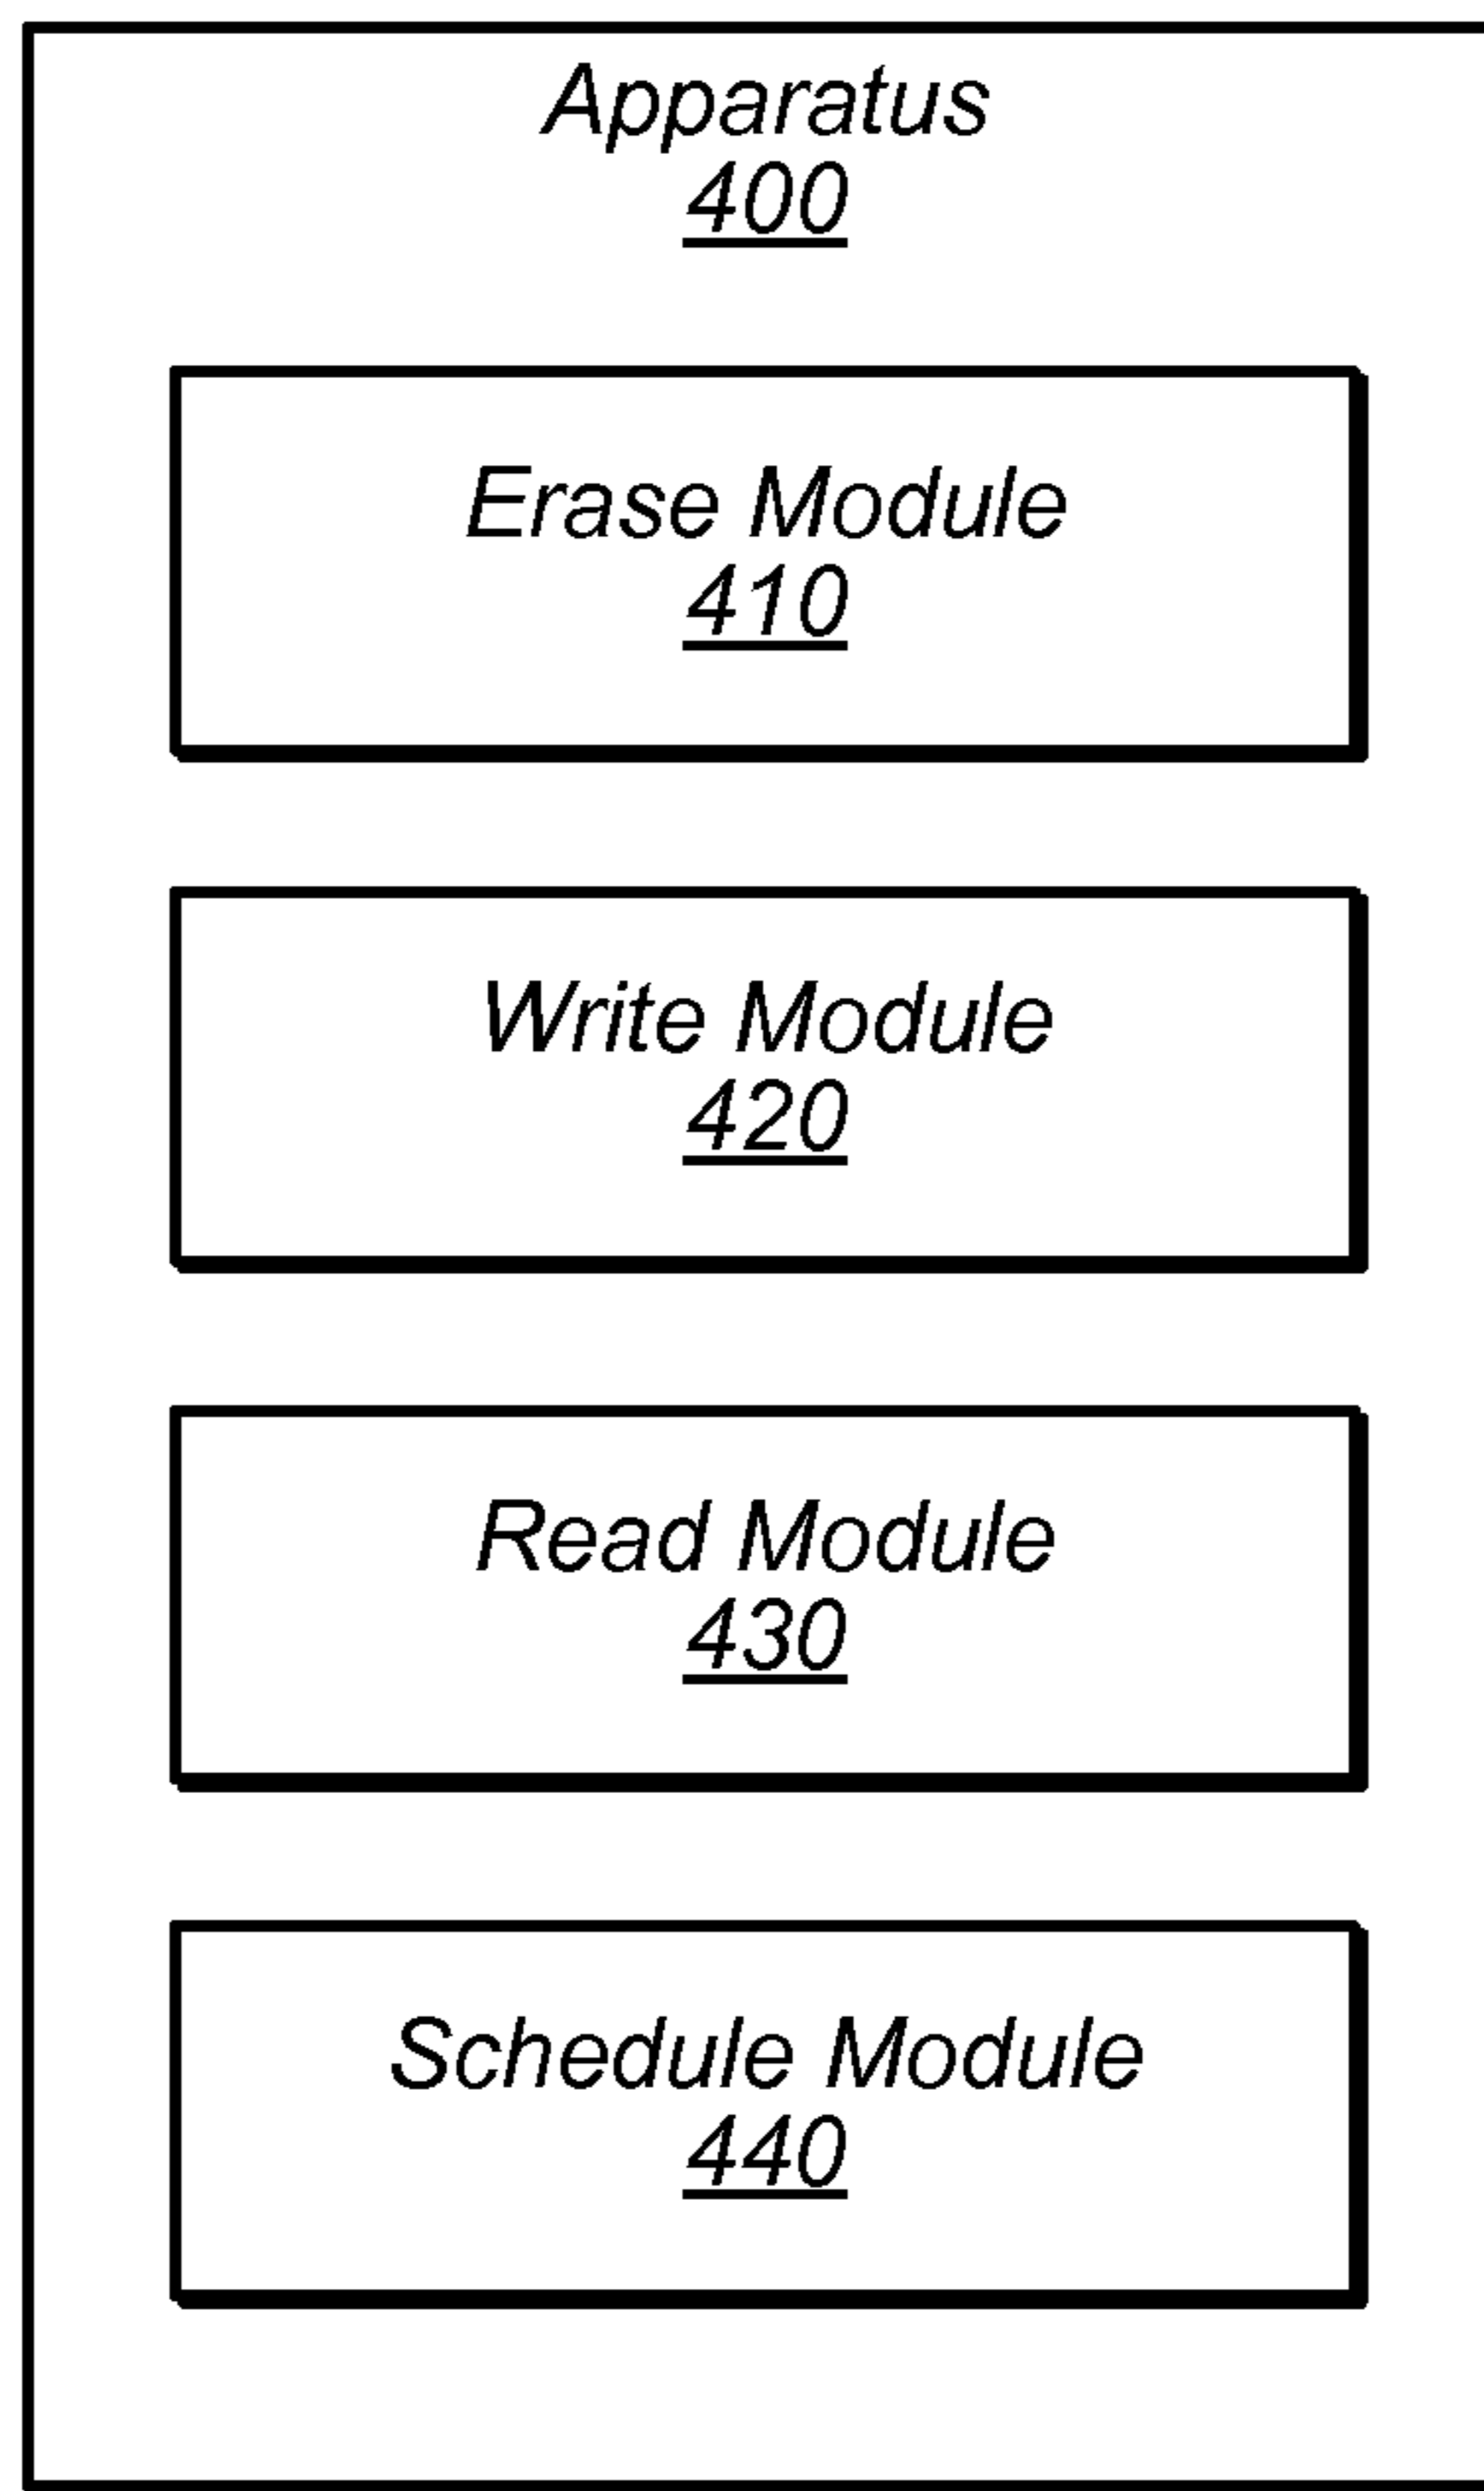 Apparatus
400
Erase Module
410
Write Module
420
Read Module
430
Schedule Module
440